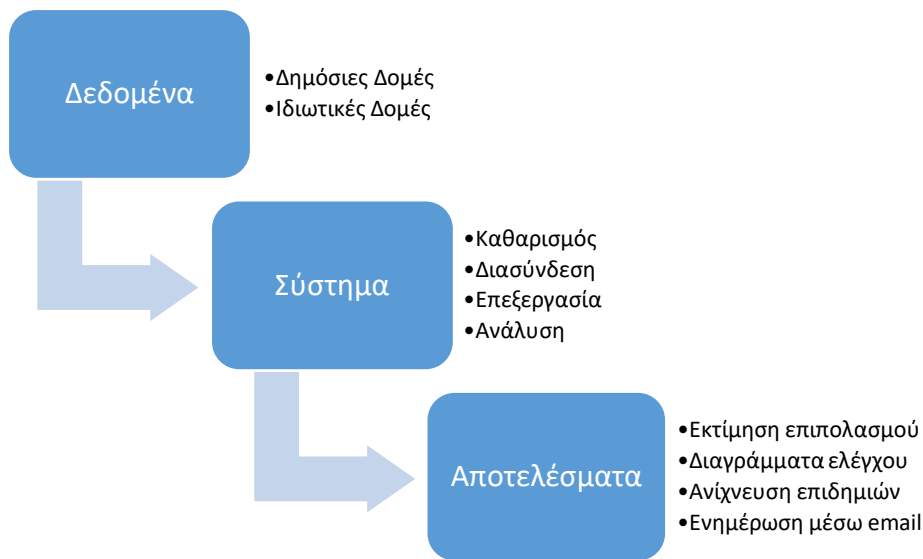 Δεδομένα
•Δημόσιες Δομές
•Ιδιωτικές Δομές
Σύστημα
•Καθαρισμός
•Διασύνδεση
•Επεξεργασία
•Ανάλυση
Αποτελέσματα
•Εκτίμηση επιπολασμού
•Διαγράμματα ελέγχου
•Ανίχνευση επιδημιών
•Ενημέρωση μέσω email